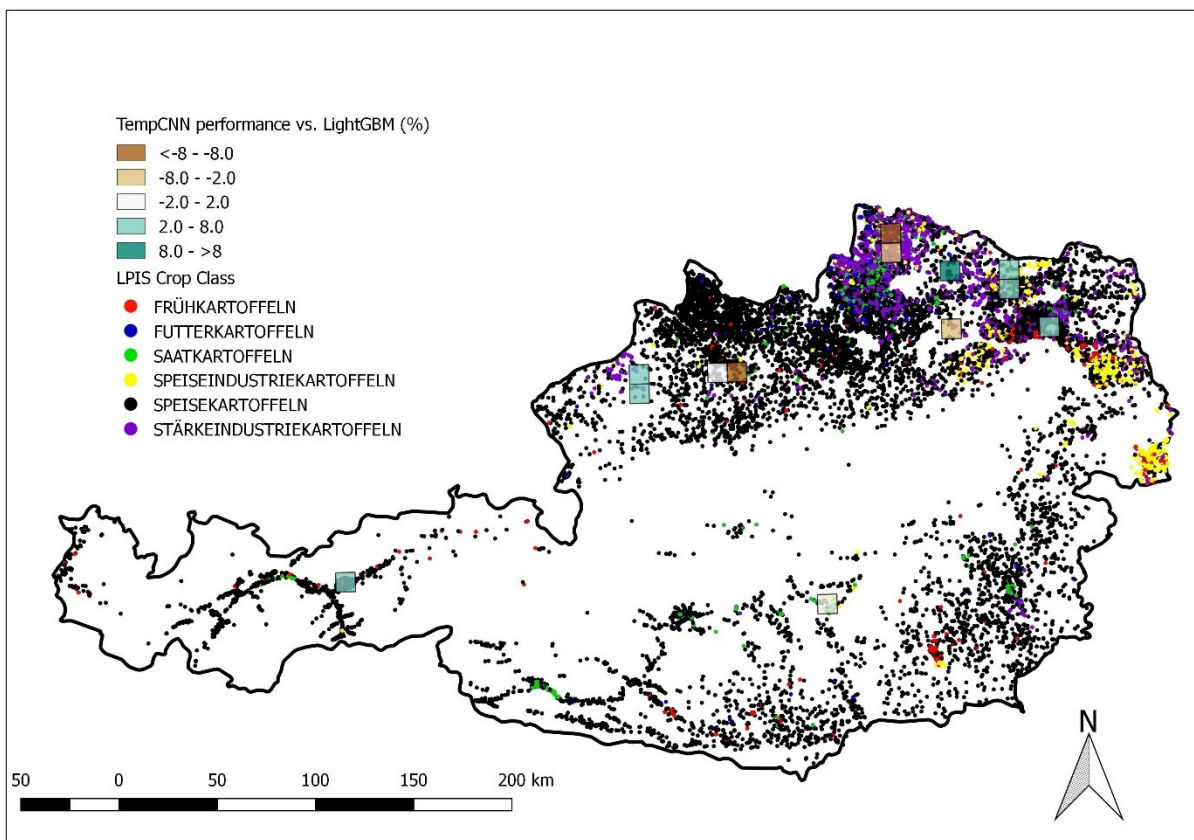 TempCNN performance vs. LightGBM (%)
<-8 - -8.0
-8.0 - -2.0
-2.0 - 2.0
2.0 - 8.0
8.0 - >8
LPIS Crop Class
FRÜHKARTOFFELN
FUTTERKARTOFFELN
SAATKARTOFFELN
SPEISEINDUSTRIEKARTOFFELN
SPEISEKARTOFFELN
STÄRKEINDUSTRIEKARTOFFELN
N
50 0 50 100 150 200 km